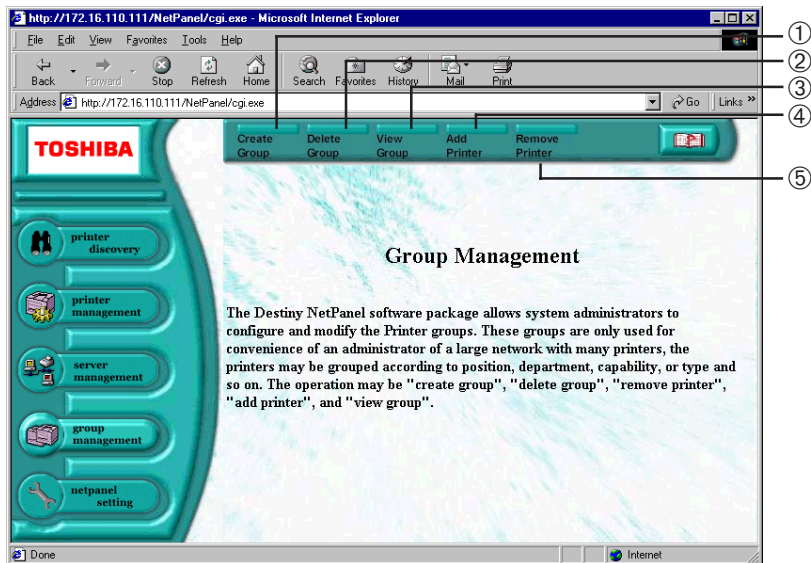 http://172.16.110.111/NetPanel/cgi.exe - Microsoft Internet Explorer
File Edit View Favorites Tools Help
Back Forward Stop Refresh Home Search Favorites History Mail Print
Address http://172.16.110.111/NetPanel/cgi.exe Go Links »
①
②
③
④
⑤
TOSHIBA
Create Group
Delete Group
View Group
Add Printer
Remove Printer
printer
discovery
printer
management
server
management
group
management
netpanel
setting
Group Management
The Destiny NetPanel software package allows system administrators to
configure and modify the Printer groups. These groups are only used for
convenience of an administrator of a large network with many printers, the
printers may be grouped according to position, department, capability, or type and
so on. The operation may be "create group", "delete group", "remove printer",
"add printer", and "view group".
Done Internet